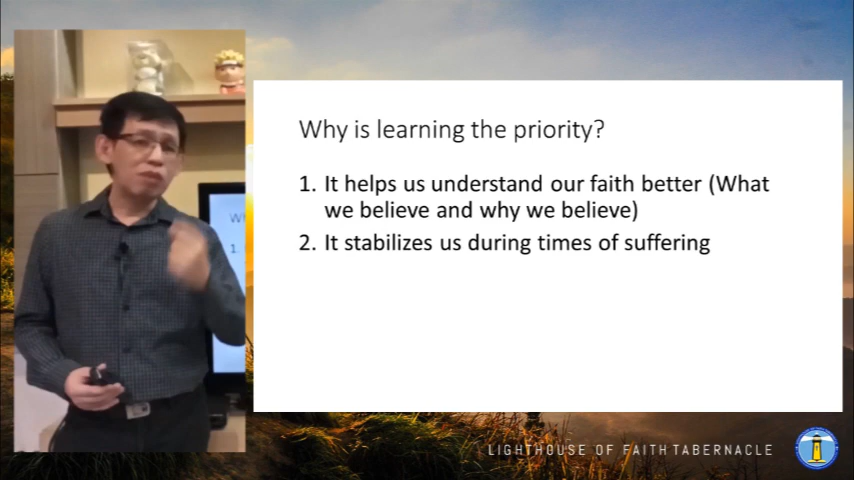 Why is learning the priority?
1. It helps us understand our faith better (What
we believe and why we believe)
2. It stabilizes us during times of suffering
1.
LIGHTHOUSE OF FAITH TABERNACLE